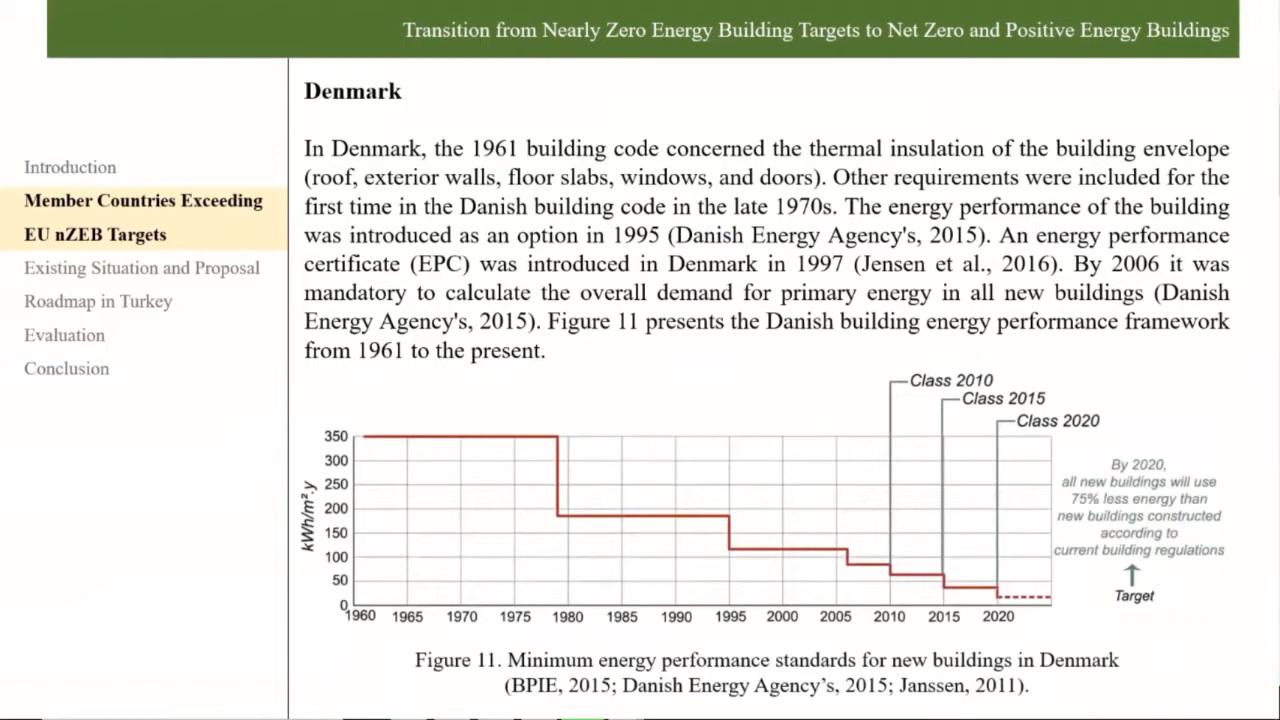 Transition from Nearly Zero Energy Building Targets to Net Zero and Positive Energy Buildings
Introduction
Member Countries Exceeding
EU nZEB Targets
Existing Situation and Proposal
Roadmap in Turkey
Evaluation
Conclusion
Denmark
In Denmark, the 1961 building code concerned the thermal insulation of the building envelope
(roof, exterior walls, floor slabs, windows, and doors). Other requirements were included for the
first time in the Danish building code in the late 1970s. The energy performance of the building
was introduced as an option in 1995 (Danish Energy Agency's, 2015). An energy performance
certificate (EPC) was introduced in Denmark in 1997 (Jensen et al., 2016). By 2006 it was
mandatory to calculate the overall demand for primary energy in all new buildings (Danish
Energy Agency's, 2015). Figure 11 presents the Danish building energy performance framework
from 1961 to the present.
Class 2010
Class 2015
Class 2020
kWh/m².y
350
300
250
200
150
100
50
0
1960 1965 1970 1975 1980 1985 1990 1995 2000 2005 2010 2015 2020
By 2020,
all new buildings will use
75% less energy than
new buildings constructed
according to
current building regulations
Target
Figure 11. Minimum energy performance standards for new buildings in Denmark
(BPIE, 2015; Danish Energy Agency’s, 2015; Janssen, 2011).